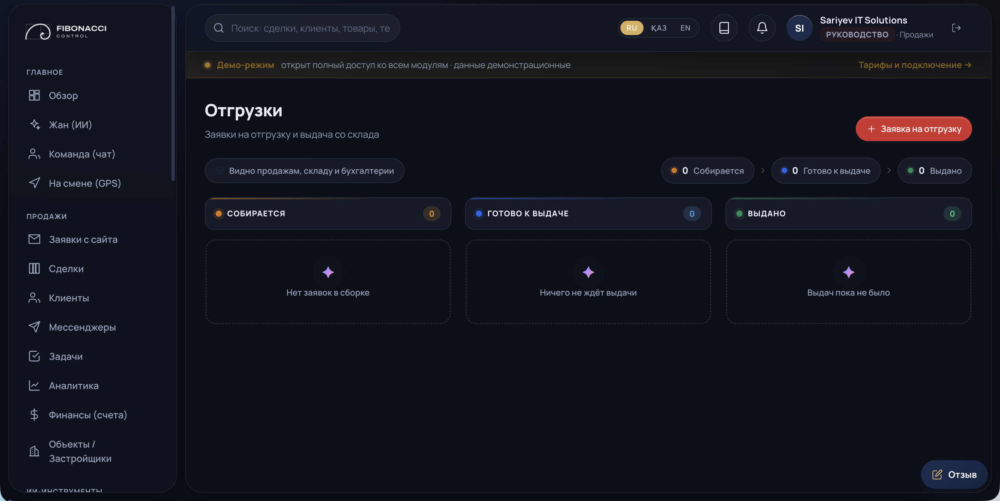 FIBONACCI
CONTROL
ГЛАВНОЕ
Обзор
Жан (ИИ)
Команда (чат)
На смене (GPS)
ПРОДАЖИ
Заявки с сайта
Сделки
Клиенты
Мессенджеры
Задачи
Аналитика
Финансы (счета)
Объекты /
Застройщики
ИИ-ИНСТРУМЕНТЫ
Поиск: сделки, клиенты, товары, те
RU ҚАЗ EN
SI
Sariyev IT Solutions
РУКОВОДСТВО · Продажи
Демо-режим открыт полный доступ ко всем модулям · данные демонстрационные
Тарифы и подключение →
Отгрузки
Заявки на отгрузку и выдача со склада
+ Заявка на отгрузку
Видно продажам, складу и бухгалтерии
0 Собирается > 0 Готово к выдаче > 0 Выдано
СОБИРАЕТСЯ 0
ГОТОВО К ВЫДАЧЕ 0
ВЫДАНО 0
Нет заявок в сборке
Ничего не ждёт выдачи
Выдач пока не было
Отзыв